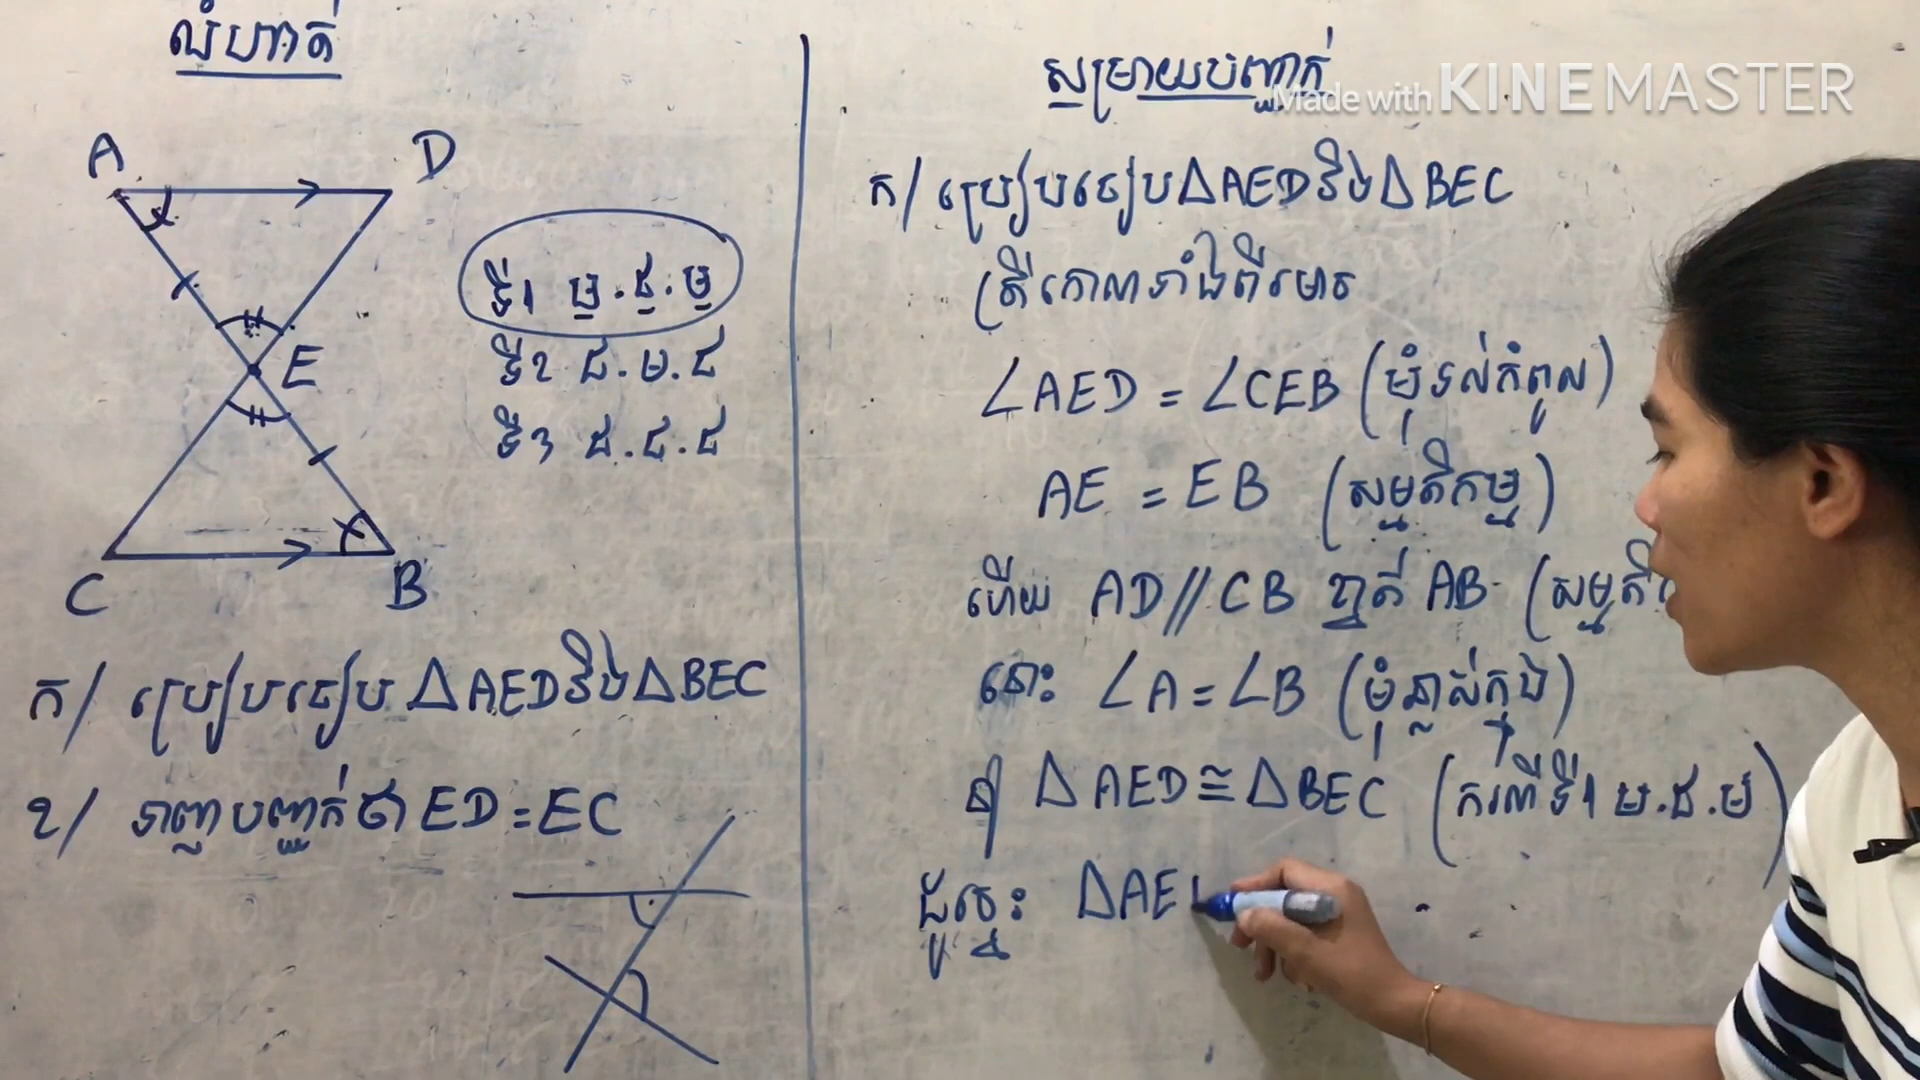 លំហាត់
A
D
E
C
B
ទី1 ម.ជ.ម
ទី2 ជ.ម.ជ
ទី3 ជ.ជ.ជ
ក/ ប្រៀបធៀប ΔAED និង ΔBEC
ខ/ ទាញបញ្ជាក់ថា ED = EC
សម្រាយបញ្ជាក់
Made with KINEMASTER
ក/ ប្រៀបធៀប ΔAED និង ΔBEC
ត្រីកោណទាំងពីរមាន
∠AED = ∠CEB (មុំទល់កំពូល)
AE = EB (សម្មតិកម្ម)
ហើយ AD//CB ខ្នាត់ AB (សម្មតិ
នោះ ∠A = ∠B (មុំឆ្លាស់ក្នុង)
នាំ ΔAED ≅ ΔBEC (ករណីទី1 ម.ជ.ម)
ដូចនេះ ΔAE